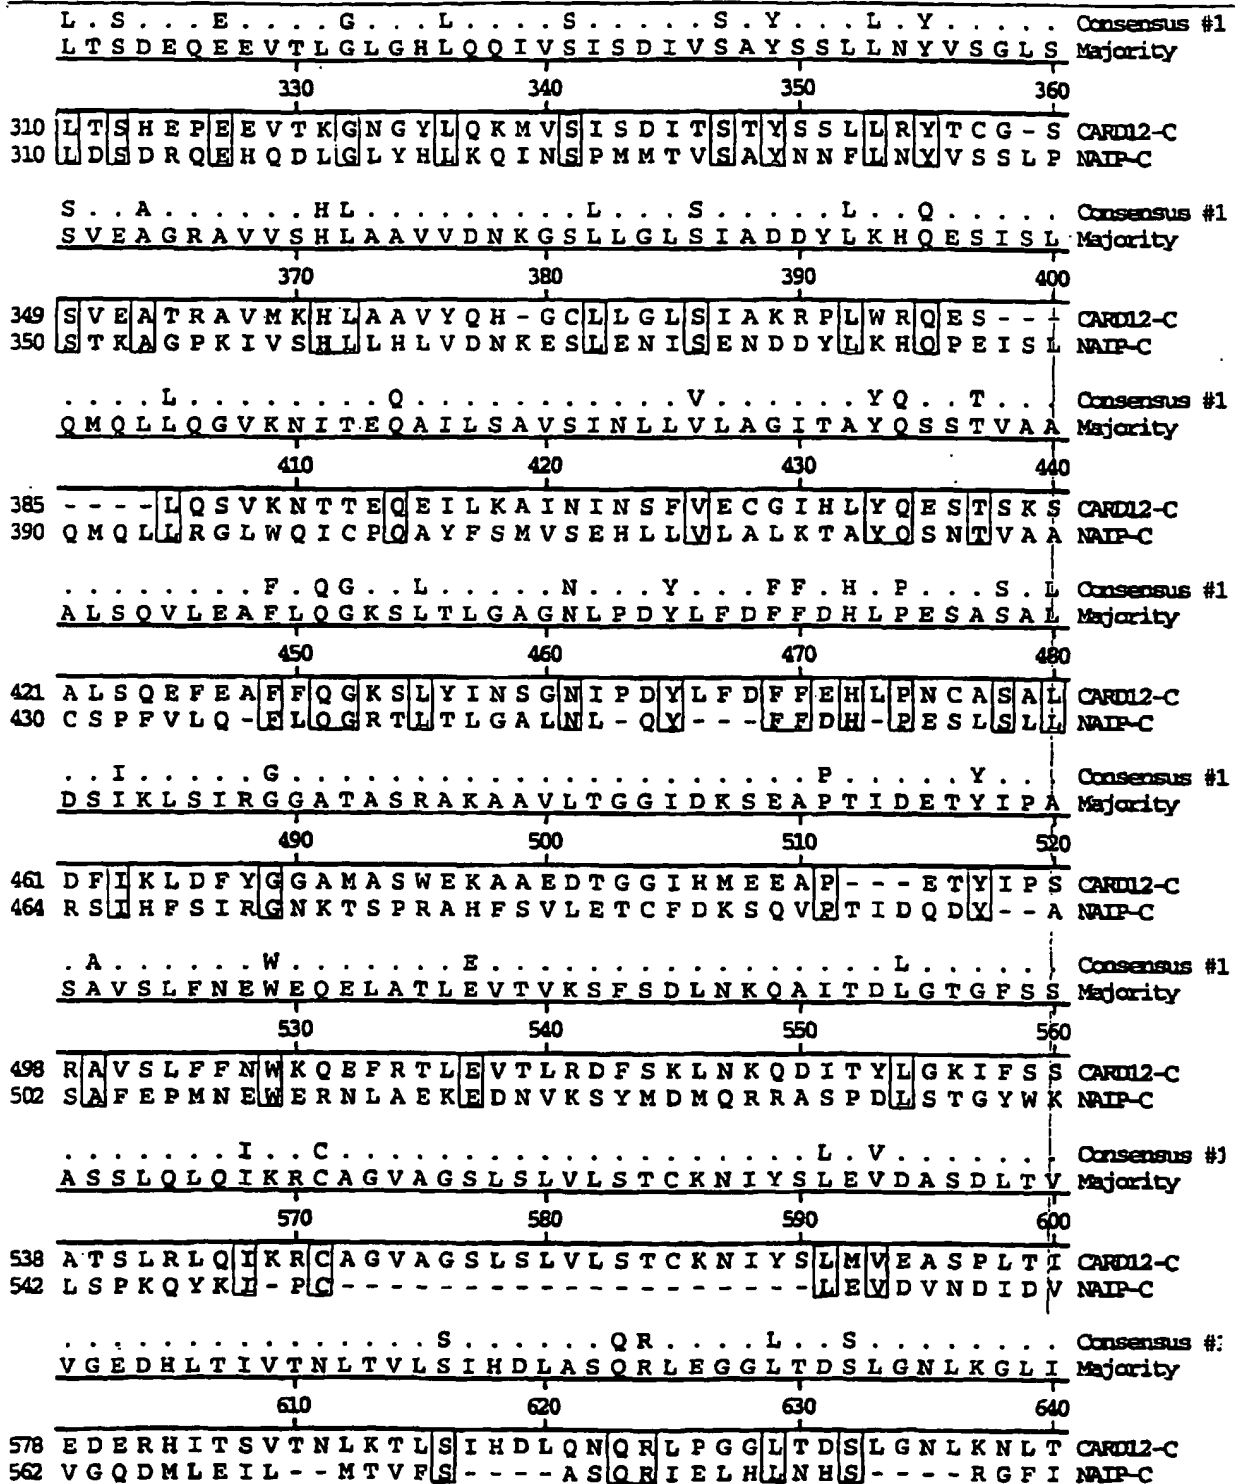 L . S . . . E . . . . G . . . L . . . . S . . . . . S . Y . . . L . Y . . . . . Consensus #1
L T S D E Q E E V T L G L G H L Q Q I V S I S D I V S A Y S S L L N Y V S G L S Majority
330 340 350 360
310 L T S H E P E E V T K G N G Y L Q K M V S I S D I T S T Y S S L L R Y T C G - S CARD12-C
310 L D S D R Q E H Q D L G L Y H L K Q I N S P M M T V S A Y N N F L N Y V S S L P NAIP-C
S . . A . . . . . . H L . . . . . . . . . L . . . S . . . . . L . . Q . . . . . Consensus #1
S V E A G R A V V S H L A A V V D N K G S L L G L S I A D D Y L K H Q E S I S L Majority
370 380 390 400
349 S V E A T R A V M K H L A A V Y Q H - G C L L G L S I A K R P L W R Q E S - - - CARD12-C
350 S T K A G P K I V S H L L H L V D N K E S L E N I S E N D D Y L K H Q P E I S L NAIP-C
. . . . L . . . . . . . . Q . . . . . . . . . . . V . . . . . . Y Q . . T . . . Consensus #1
Q M Q L L Q G V K N I T E Q A I L S A V S I N L L V L A G I T A Y Q S S T V A A Majority
410 420 430 440
385 - - - - L Q S V K N T T E Q E I L K A I N I N S F V E C G I H L Y Q E S T S K S CARD12-C
390 Q M Q L L R G L W Q I C P Q A Y F S M V S E H L L V L A L K T A Y Q S N T V A A NAIP-C
. . . . . . . . F . Q G . . L . . . . . N . . . Y . . . F F . H . P . . . S . L Consensus #1
A L S Q V L E A F L Q G K S L T L G A G N L P D Y L F D F F D H L P E S A S A L Majority
450 460 470 480
421 A L S Q E F E A F F Q G K S L Y I N S G N I P D Y L F D F F E H L P N C A S A L CARD12-C
430 C S P F V L Q - F L Q G R T L T L G A L N L - Q Y - - - F F D H - P E S L S L L NAIP-C
. . I . . . . . G . . . . . . . . . . . . . . . . . . . . . P . . . . . Y . . . Consensus #1
D S I K L S I R G G A T A S R A K A A V L T G G I D K S E A P T I D E T Y I P A Majority
490 500 510 520
461 D F I K L D F Y G G A M A S W E K A A E D T G G I H M E E A P - - - E T Y I P S CARD12-C
464 R S I H F S I R G N K T S P R A H F S V L E T C F D K S Q V P T I D Q D Y - - A NAIP-C
. A . . . . . . W . . . . . . . E . . . . . . . . . . . . . . . . L . . . . . . Consensus #1
S A V S L F N E W E Q E L A T L E V T V K S F S D L N K Q A I T D L G T G F S S Majority
530 540 550 560
498 R A V S L F F N W K Q E F R T L E V T L R D F S K L N K Q D I T Y L G K I F S S CARD12-C
502 S A F E P M N E W E R N L A E K E D N V K S Y M D M Q R R A S P D L S T G Y W K NAIP-C
. . . . . . . I . . C . . . . . . . . . . . . . . . . . . . L . V . . . . . . . Consensus #1
A S S L Q L Q I K R C A G V A G S L S L V L S T C K N I Y S L E V D A S D L T V Majority
570 580 590 600
538 A T S L R L Q I K R C A G V A G S L S L V L S T C K N I Y S L M V E A S P L T I CARD12-C
542 L S P K Q Y K I - P C - - - - - - - - - - - - - - - - - - - L E V D V N D I D V NAIP-C
. . . . . . . . . . . . . . . S . . . . . . Q R . . . . L . . S . . . . . . . . Consensus #
V G E D H L T I V T N L T V L S I H D L A S Q R L E G G L T D S L G N L K G L I Majority
610 620 630 640
578 E D E R H I T S V T N L K T L S I H D L Q N Q R L P G G L T D S L G N L K N L T CARD12-C
562 V G Q D M L E I L - - M T V F S - - - - A S Q R I E L H L N H S - - - - R G F I NAIP-C